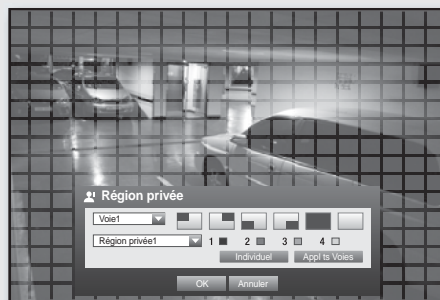 Région privée
Voie1
Région privée1 1 2 3 4
Individuel Appl ts Voies
OK Annuler